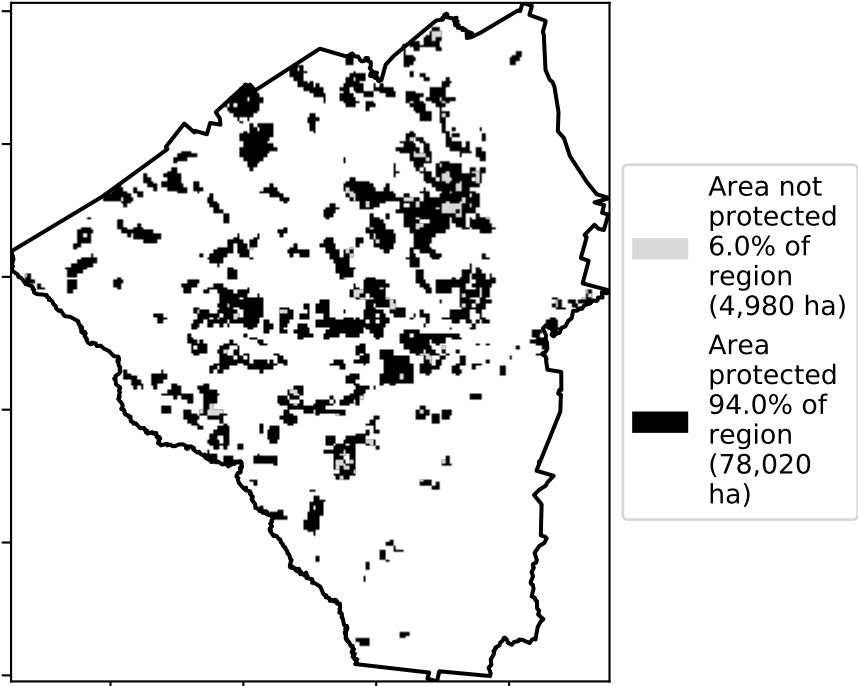 Area not
protected
6.0% of
region
(4,980 ha)
Area
protected
94.0% of
region
(78,020
ha)